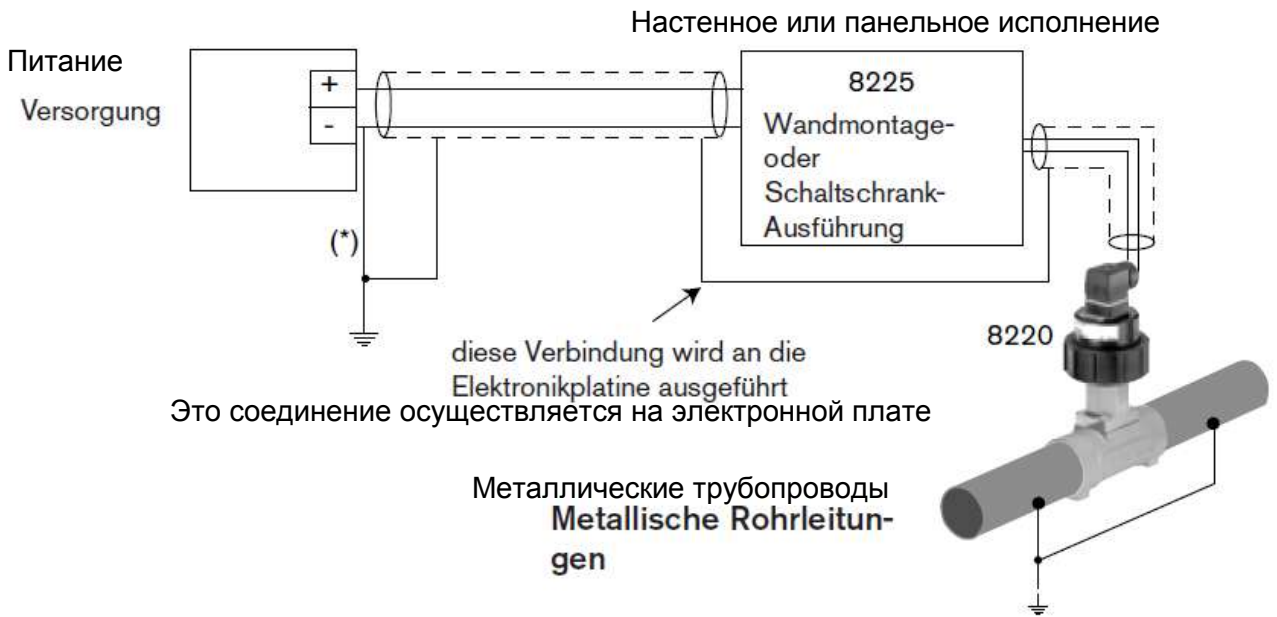 Настенное или панельное исполнение
Питание
Versorgung
+
-
8225
Wandmontage-
oder
Schaltschrank-
Ausführung
(*)
8220
diese Verbindung wird an die
Elektronikplatine ausgeführt
Это соединение осуществляется на электронной плате
Металлические трубопроводы
Metallische Rohrleitun-
gen